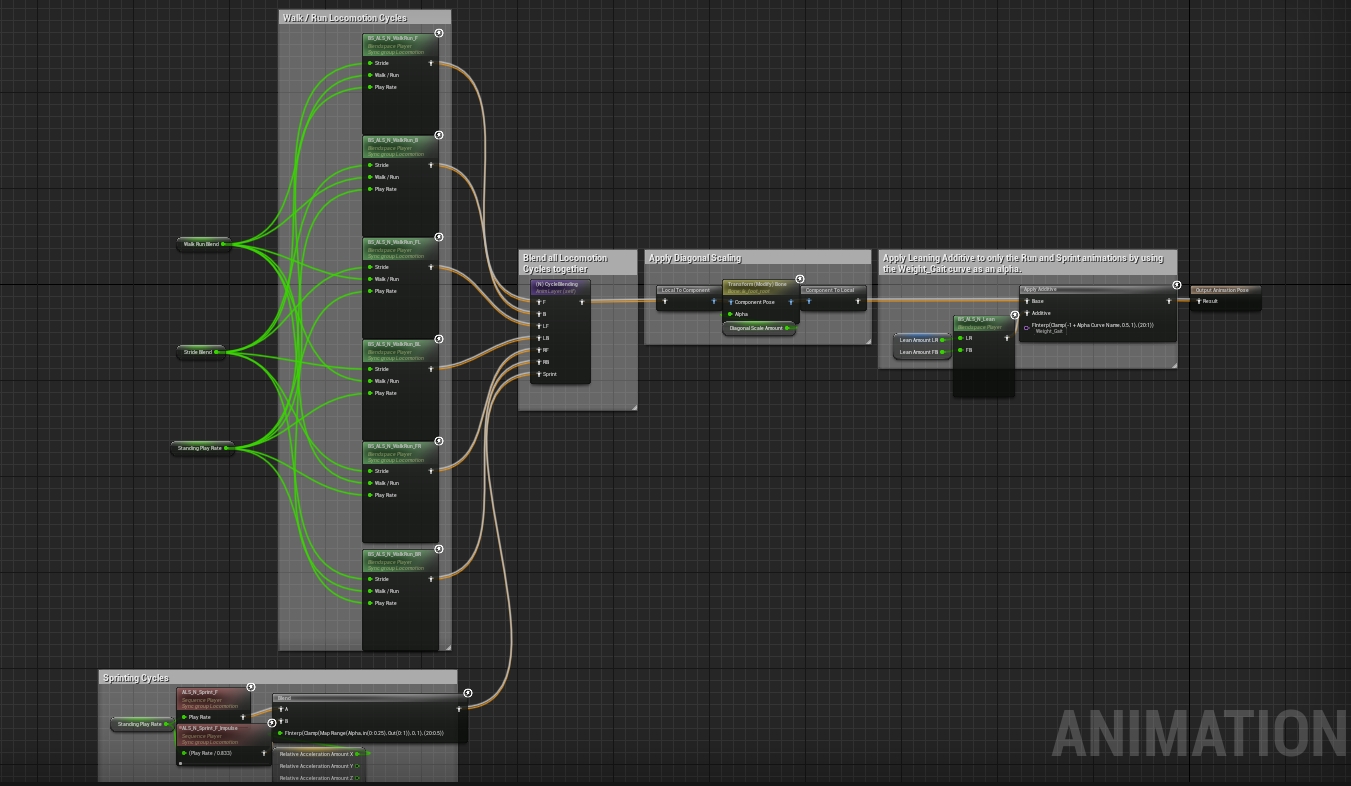 Walk / Run Locomotion Cycles
BS_ALS_N_WalkRun_F
Blendspace Player
Sync group Locomotion
Stride
Walk / Run
Play Rate
BS_ALS_N_WalkRun_B
Blendspace Player
Sync group Locomotion
Stride
Walk / Run
Play Rate
BS_ALS_N_WalkRun_FL
Blendspace Player
Sync group Locomotion
Stride
Walk / Run
Play Rate
BS_ALS_N_WalkRun_BL
Blendspace Player
Sync group Locomotion
Stride
Walk / Run
Play Rate
BS_ALS_N_WalkRun_FR
Blendspace Player
Sync group Locomotion
Stride
Walk / Run
Play Rate
BS_ALS_N_WalkRun_BR
Blendspace Player
Sync group Locomotion
Stride
Walk / Run
Play Rate
Walk Run Blend
Stride Blend
Standing Play Rate
Blend all Locomotion
Cycles together
(N) CycleBlending
Anim Layer (self)
F
B
LF
LB
RF
RB
Sprint
Apply Diagonal Scaling
Local To Component
Transform (Modify) Bone
Component Pose
Alpha
Diagonal Scale Amount
Component To Local
Apply Leaning Additive to only the Run and Sprint animations by using
the Weight_Gait curve as an alpha.
Lean Amount LR
Lean Amount FB
BS_ALS_N_Lean
Blendspace Player
LR
FB
Apply Additive
Base
Additive
FInterp(Clamp(-1 + Alpha Curve Name, 0.5, 1), (20:1))
Weight_Gait
Output Animation Pose
Result
Sprinting Cycles
Standing Play Rate
ALS_N_Sprint_F
Sequence Player
Sync group Locomotion
Play Rate
ALS_N_Sprint_F_Impulse
Sequence Player
Sync group Locomotion
(Play Rate / 0.833)
Blend
A
B
FInterp(Clamp(MapRange(Alpha, In(0:0.25), Out(0:1)), 0, 1), (20:0.5))
Relative Acceleration Amount X
Relative Acceleration Amount Y
Relative Acceleration Amount Z
ANIMATION